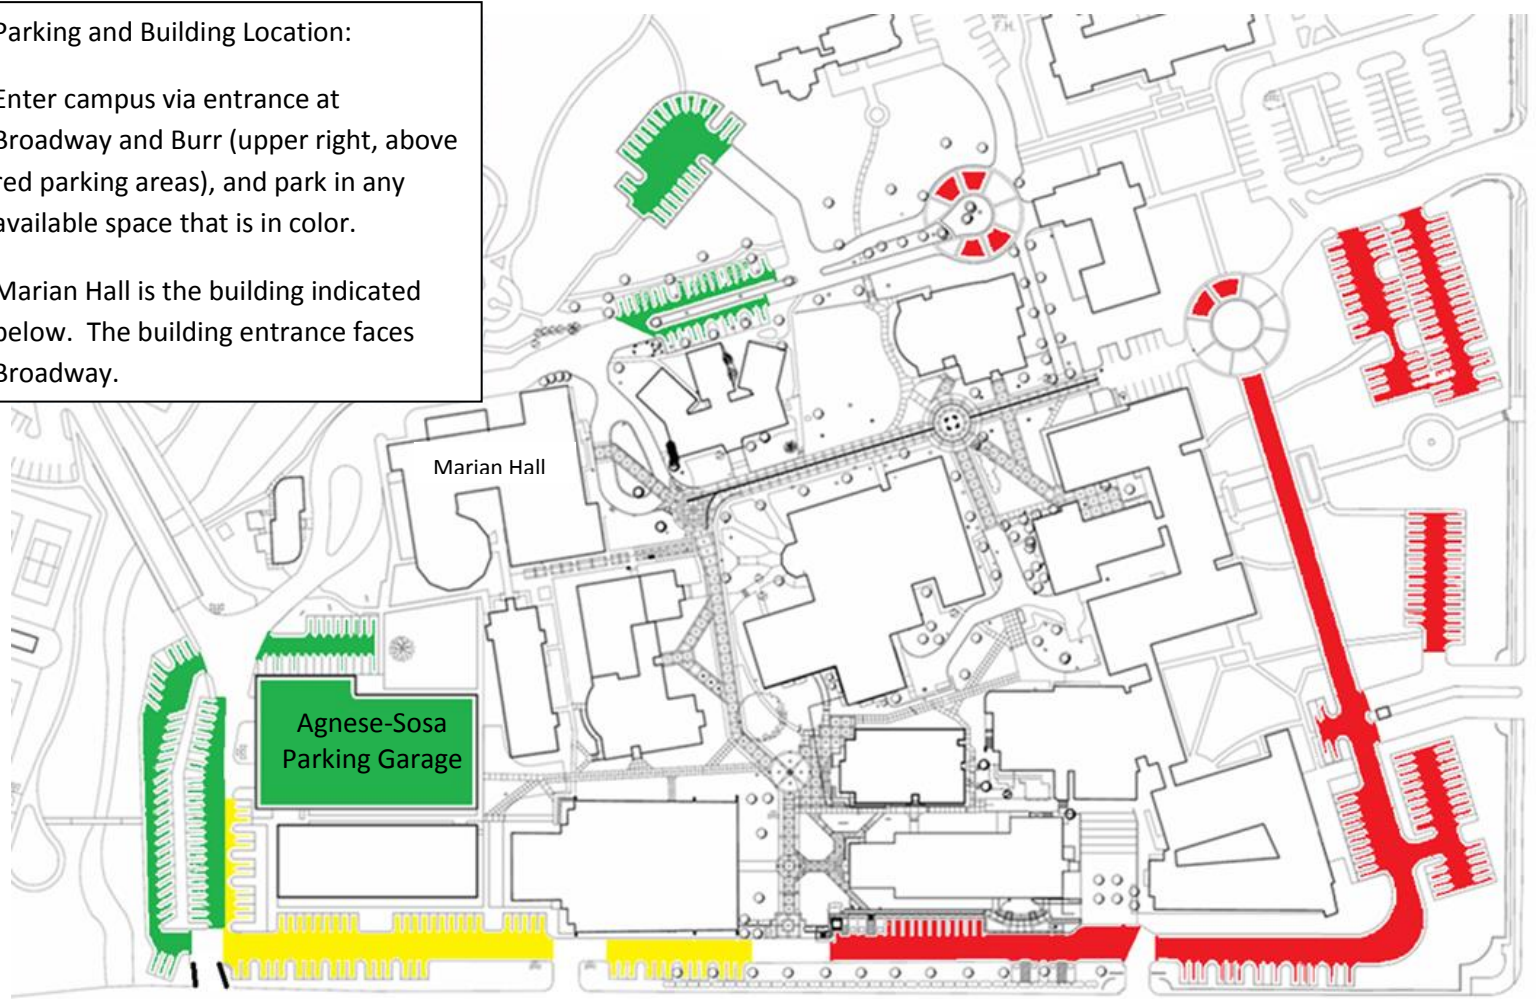 Parking and Building Location:
Enter campus via entrance at
Broadway and Burr (upper right, above
red parking areas), and park in any
available space that is in color.
Marian Hall is the building indicated
below.  The building entrance faces
Broadway.
F.H.
Marian Hall
Agnese-Sosa
Parking Garage